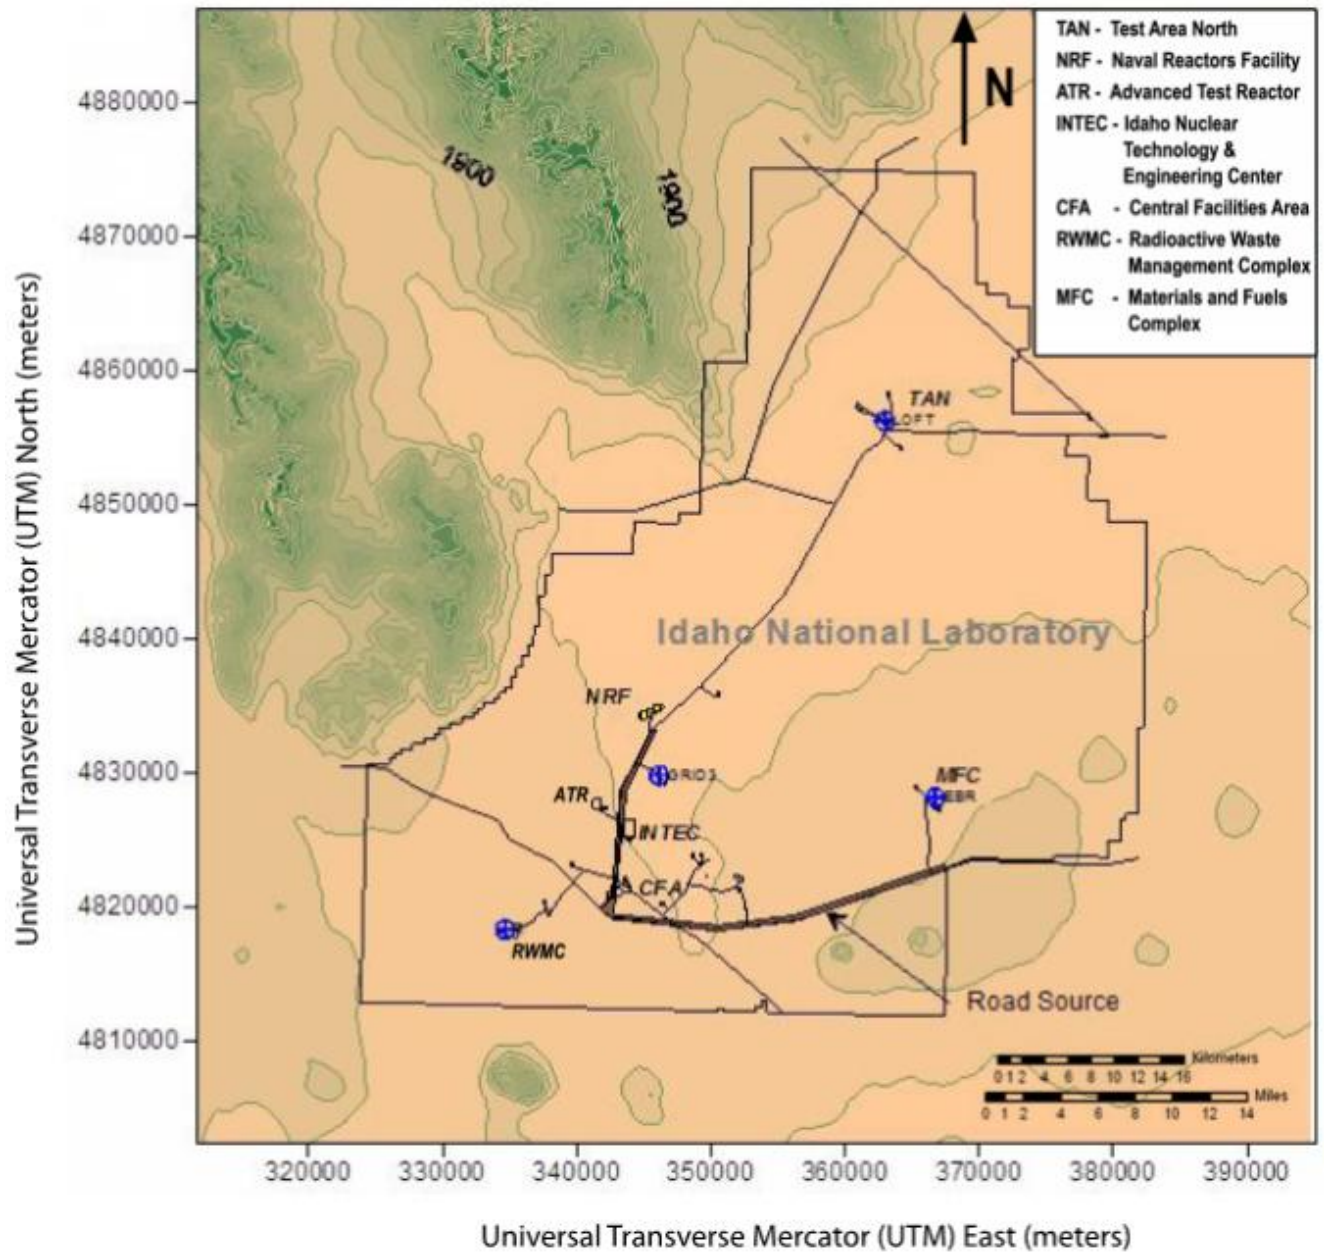 TAN - Test Area North
NRF - Naval Reactors Facility
ATR - Advanced Test Reactor
INTEC - Idaho Nuclear
Technology &
Engineering Center
CFA - Central Facilities Area
RWMC - Radioactive Waste
Management Complex
MFC - Materials and Fuels
Complex
N
1900
1900
4880000
4870000
4860000
4850000
4840000
4830000
4820000
4810000
Universal Transverse Mercator (UTM) North (meters)
TAN
LOFT
Idaho National Laboratory
NRF
GRID3
MFC
EBR
ATR
INTEC
CFA
RWMC
Road Source
Kilometers
0 1 2 4 6 8 10 12 14 16
Miles
0 1 2 4 6 8 10 12 14
320000 330000 340000 350000 360000 370000 380000 390000
Universal Transverse Mercator (UTM) East (meters)